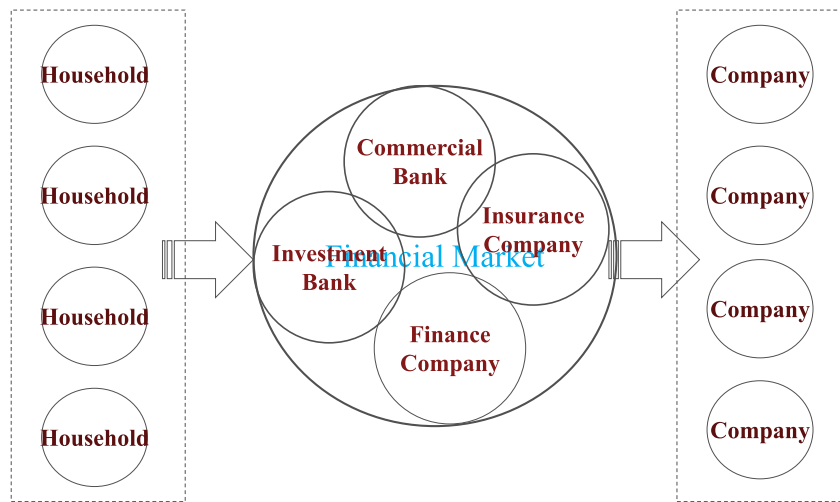 Household
Household
Household
Household
Commercial
Bank
Insurance
Company
Investment
Bank
Financial Market
Finance
Company
Company
Company
Company
Company